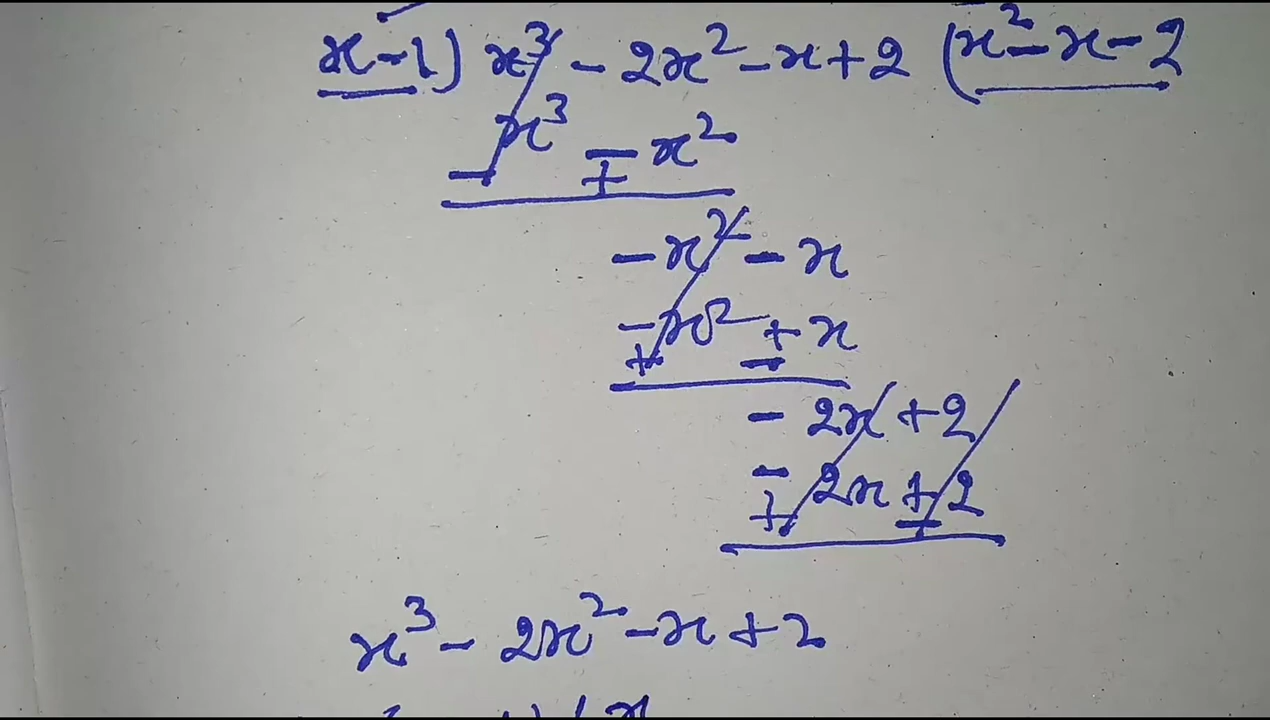 x-1) x³ - 2x² - x + 2 (x² - x - 2
x³ - x²
- +
-x² - x
-x² + x
+ -
- 2x + 2
- 2x + 2
+ -
x³ - 2x² - x + 2